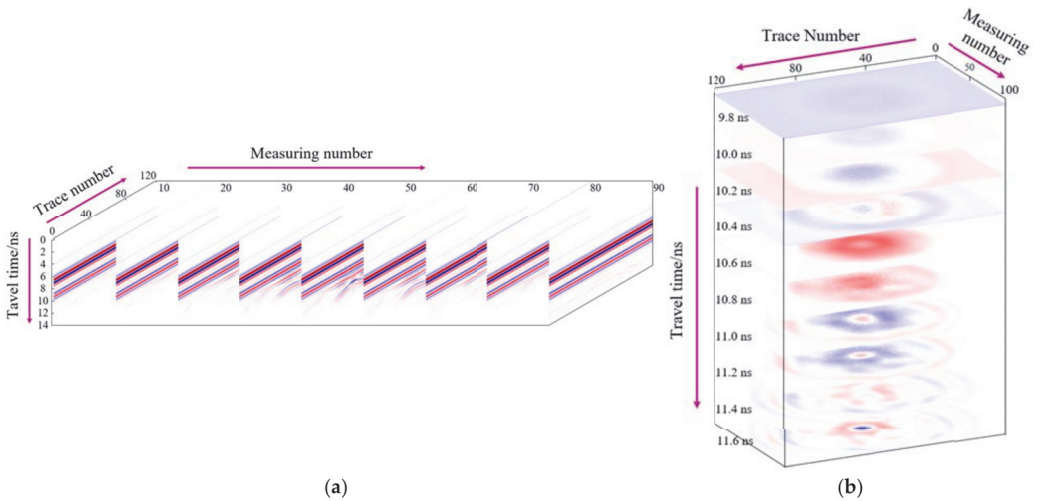 Measuring number
Trace number
120
80
40
0
10
20
30
40
50
60
70
80
90
Tavel time/ns
0
2
4
6
8
10
14
(a)
Trace Number
Measuring
number
120
80
40
0
50
100
Travel time/ns
9.8 ns
10.0 ns
10.2 ns
10.4 ns
10.6 ns
10.8 ns
11.0 ns
11.2 ns
11.4 ns
11.6 ns
(b)